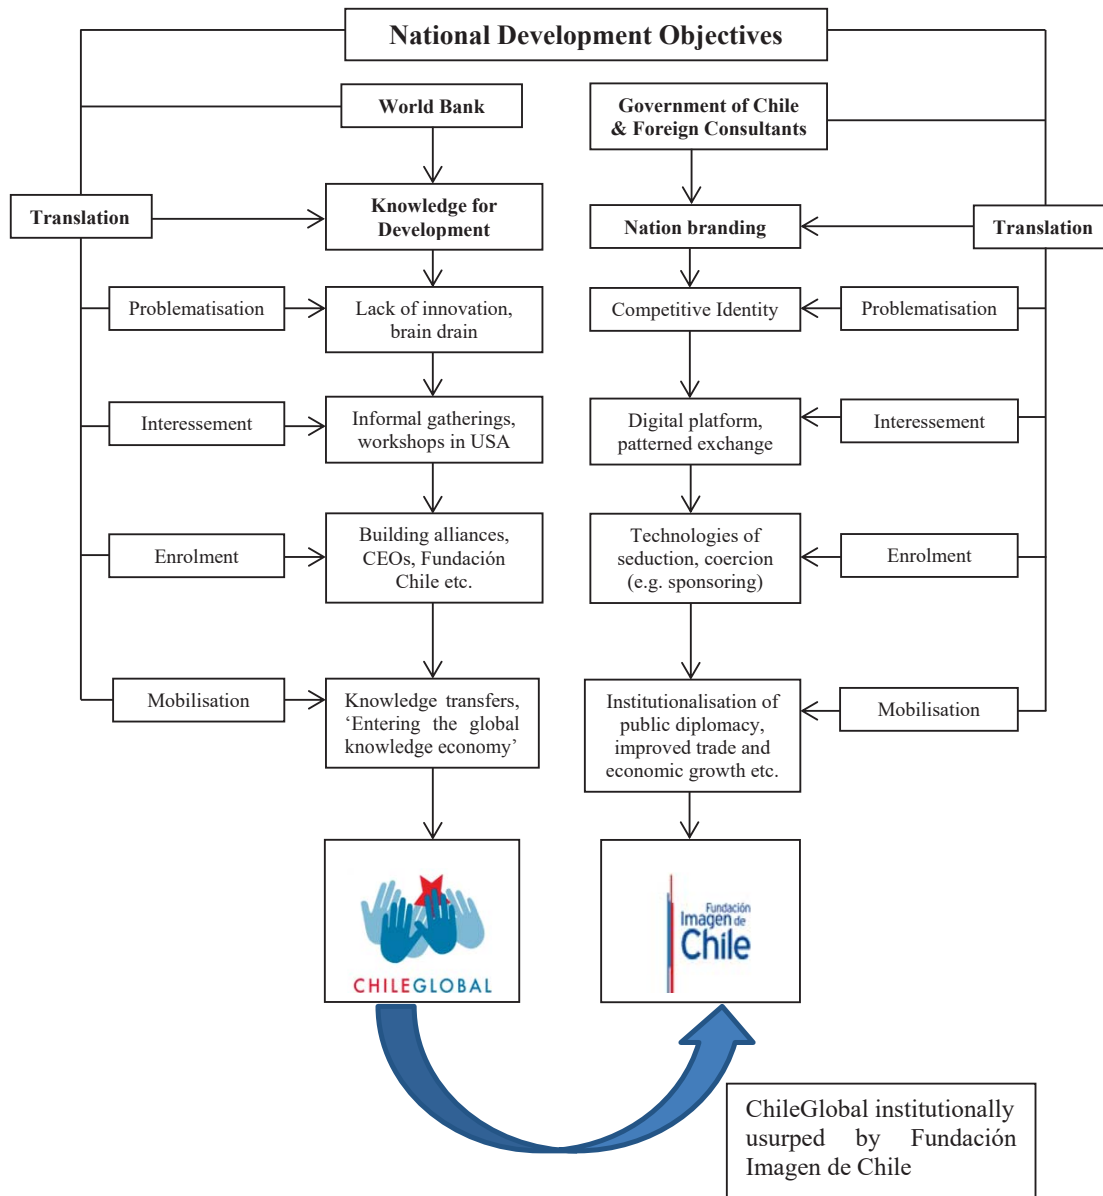 National Development Objectives
World Bank
Government of Chile
& Foreign Consultants
Translation
Knowledge for
Development
Nation branding
Translation
Problematisation
Lack of innovation,
brain drain
Competitive Identity
Problematisation
Interessement
Informal gatherings,
workshops in USA
Digital platform,
patterned exchange
Interessement
Enrolment
Building alliances,
CEOs, Fundación
Chile etc.
Technologies of
seduction, coercion
(e.g. sponsoring)
Enrolment
Mobilisation
Knowledge transfers,
‘Entering the global
knowledge economy’
Institutionalisation of
public diplomacy,
improved trade and
economic growth etc.
Mobilisation
CHILEGLOBAL
Fundación
Imagen de
Chile
ChileGlobal institutionally
usurped by Fundación
Imagen de Chile